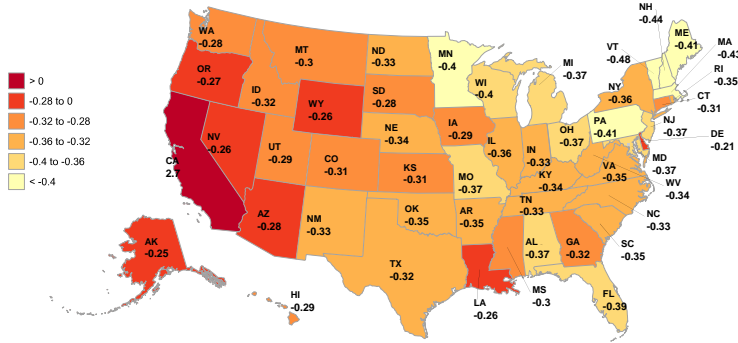 > 0
-0.28 to 0
-0.32 to -0.28
-0.36 to -0.32
-0.4 to -0.36
< -0.4
WA
-0.28
OR
-0.27
CA
2.7
NV
-0.26
ID
-0.32
MT
-0.3
WY
-0.26
UT
-0.29
AZ
-0.28
CO
-0.31
NM
-0.33
ND
-0.33
SD
-0.28
NE
-0.34
KS
-0.31
OK
-0.35
TX
-0.32
MN
-0.4
IA
-0.29
MO
-0.37
AR
-0.35
LA
-0.26
WI
-0.4
IL
-0.36
MI
-0.37
IN
-0.33
OH
-0.37
KY
-0.34
TN
-0.33
MS
-0.3
AL
-0.37
GA
-0.32
FL
-0.39
SC
-0.35
NC
-0.33
VA
-0.35
WV
-0.34
MD
-0.37
DE
-0.21
NJ
-0.37
PA
-0.41
NY
-0.36
CT
-0.31
RI
-0.35
MA
-0.43
VT
-0.48
NH
-0.44
ME
-0.41
AK
-0.25
HI
-0.29